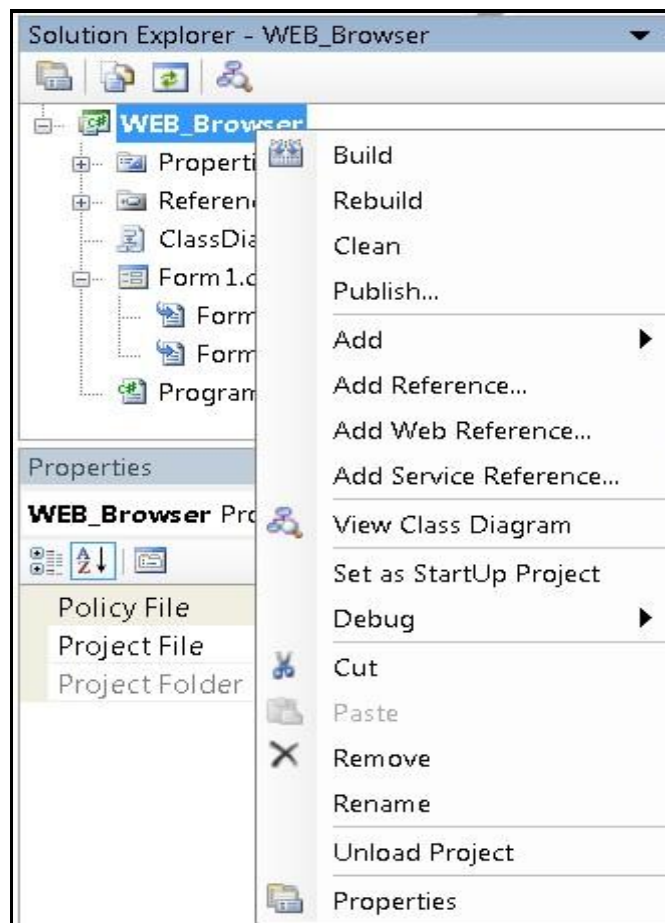 Solution Explorer - WEB_Browser
WEB_Browser
Build
Rebuild
Clean
Publish...
Add
Add Reference...
Add Web Reference...
Add Service Reference...
View Class Diagram
Set as StartUp Project
Debug
Cut
Paste
Remove
Rename
Unload Project
Properties
Properti
Referen
ClassDia
Form1.c
Form
Form
Program
Properties
WEB_Browser Pro
Policy File
Project File
Project Folder